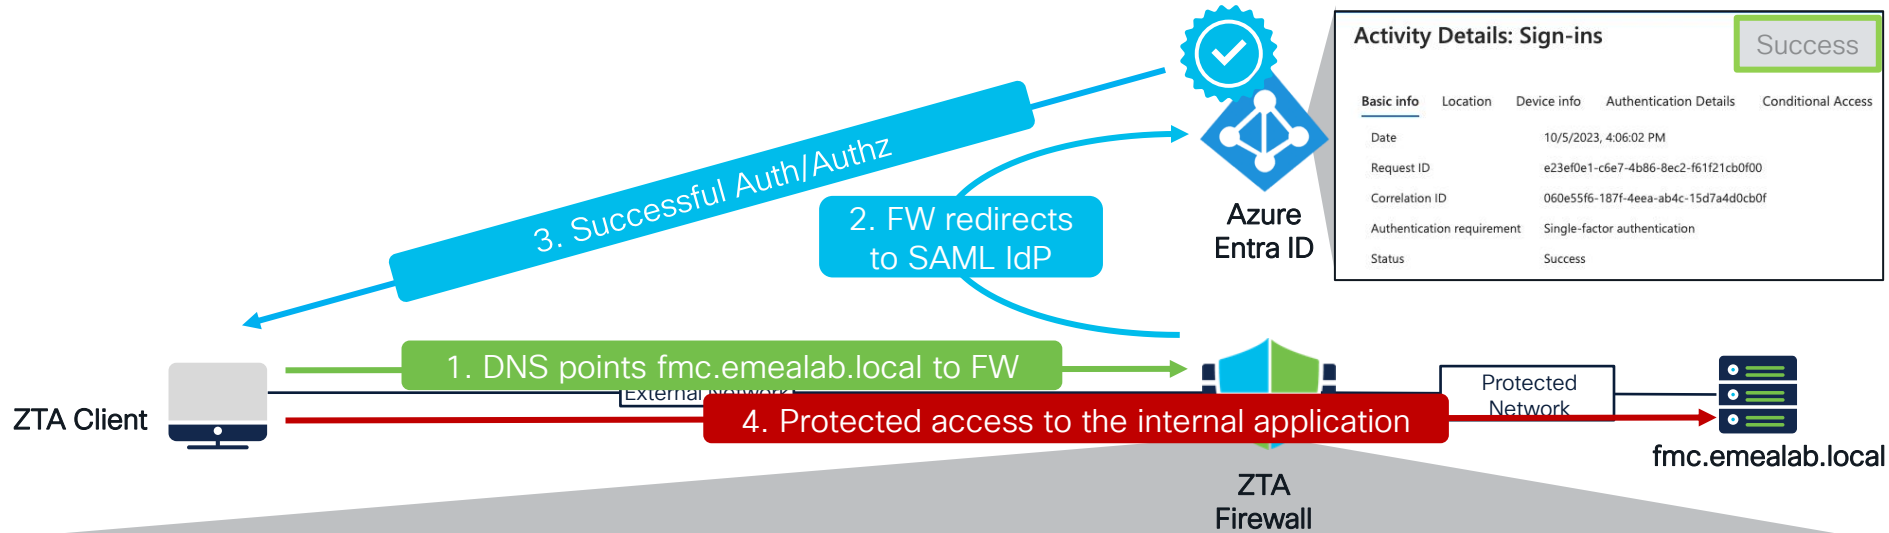 Activity Details: Sign-ins
Success
Basic info Location Device info Authentication Details Conditional Access
Date 10/5/2023, 4:06:02 PM
Request ID e23ef0e1-c6e7-4b86-8ec2-f61f21cb0f00
Correlation ID 060e55f6-187f-4eea-ab4c-15d7a4d0cb0f
Authentication requirement Single-factor authentication
Status Success
Azure
Entra ID
3. Successful Auth/Authz
2. FW redirects
to SAML IdP
1. DNS points fmc.emealab.local to FW
External Network
Protected
Network
4. Protected access to the internal application
ZTA Client
fmc.emealab.local
ZTA
Firewall